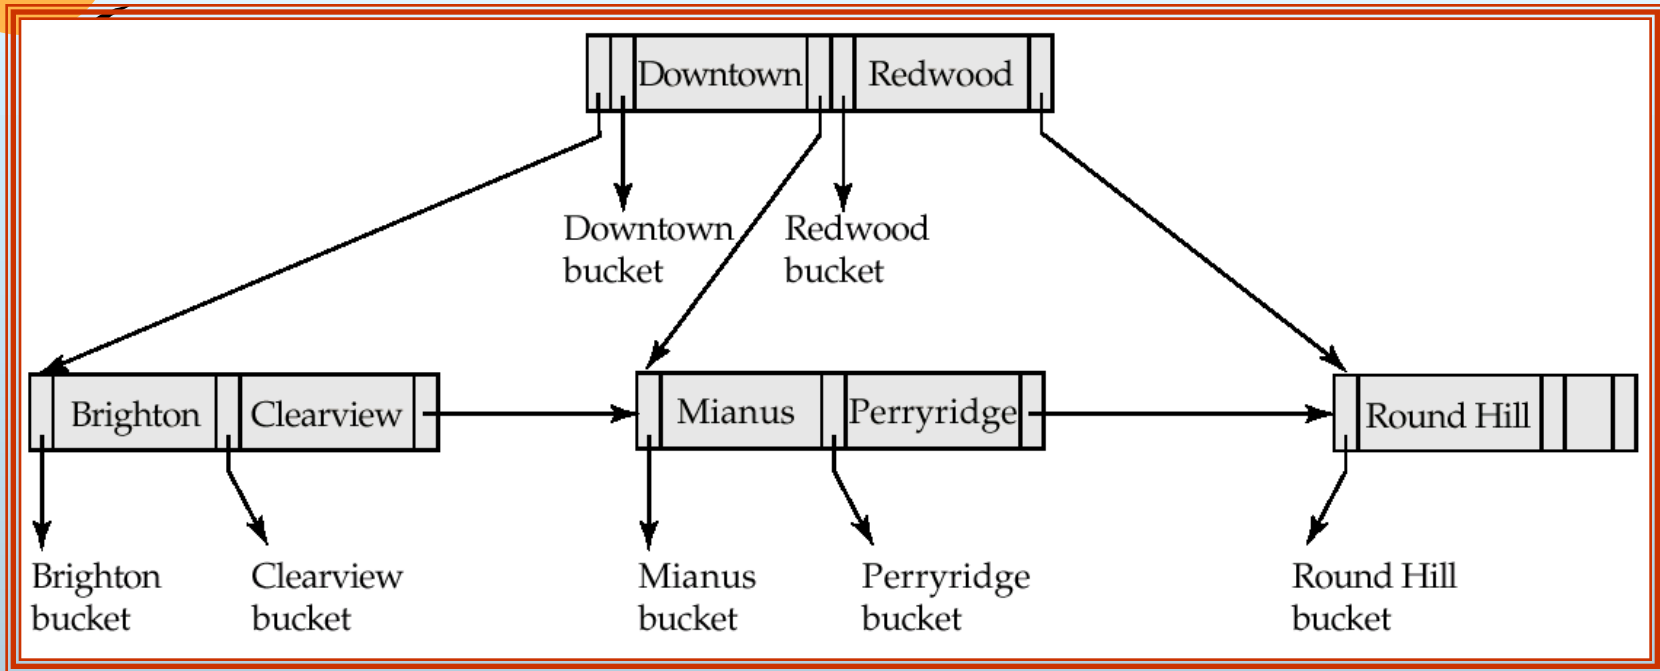 Downtown Redwood
Downtown
bucket
Redwood
bucket
Brighton Clearview
Mianus Perryridge
Round Hill
Brighton
bucket
Clearview
bucket
Mianus
bucket
Perryridge
bucket
Round Hill
bucket